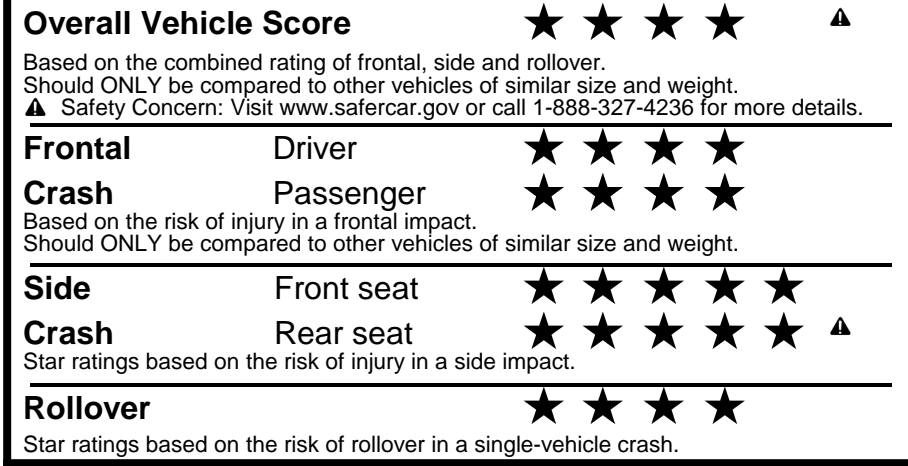 Overall Vehicle Score ★ ★ ★ ★ ⚠
Based on the combined rating of frontal, side and rollover.
Should ONLY be compared to other vehicles of similar size and weight.
⚠ Safety Concern: Visit www.safercar.gov or call 1-888-327-4236 for more details.
Frontal Driver ★ ★ ★ ★
Crash Passenger ★ ★ ★ ★
Based on the risk of injury in a frontal impact.
Should ONLY be compared to other vehicles of similar size and weight.
Side Front seat ★ ★ ★ ★ ★
Crash Rear seat ★ ★ ★ ★ ★ ⚠
Star ratings based on the risk of injury in a side impact.
Rollover ★ ★ ★ ★
Star ratings based on the risk of rollover in a single-vehicle crash.